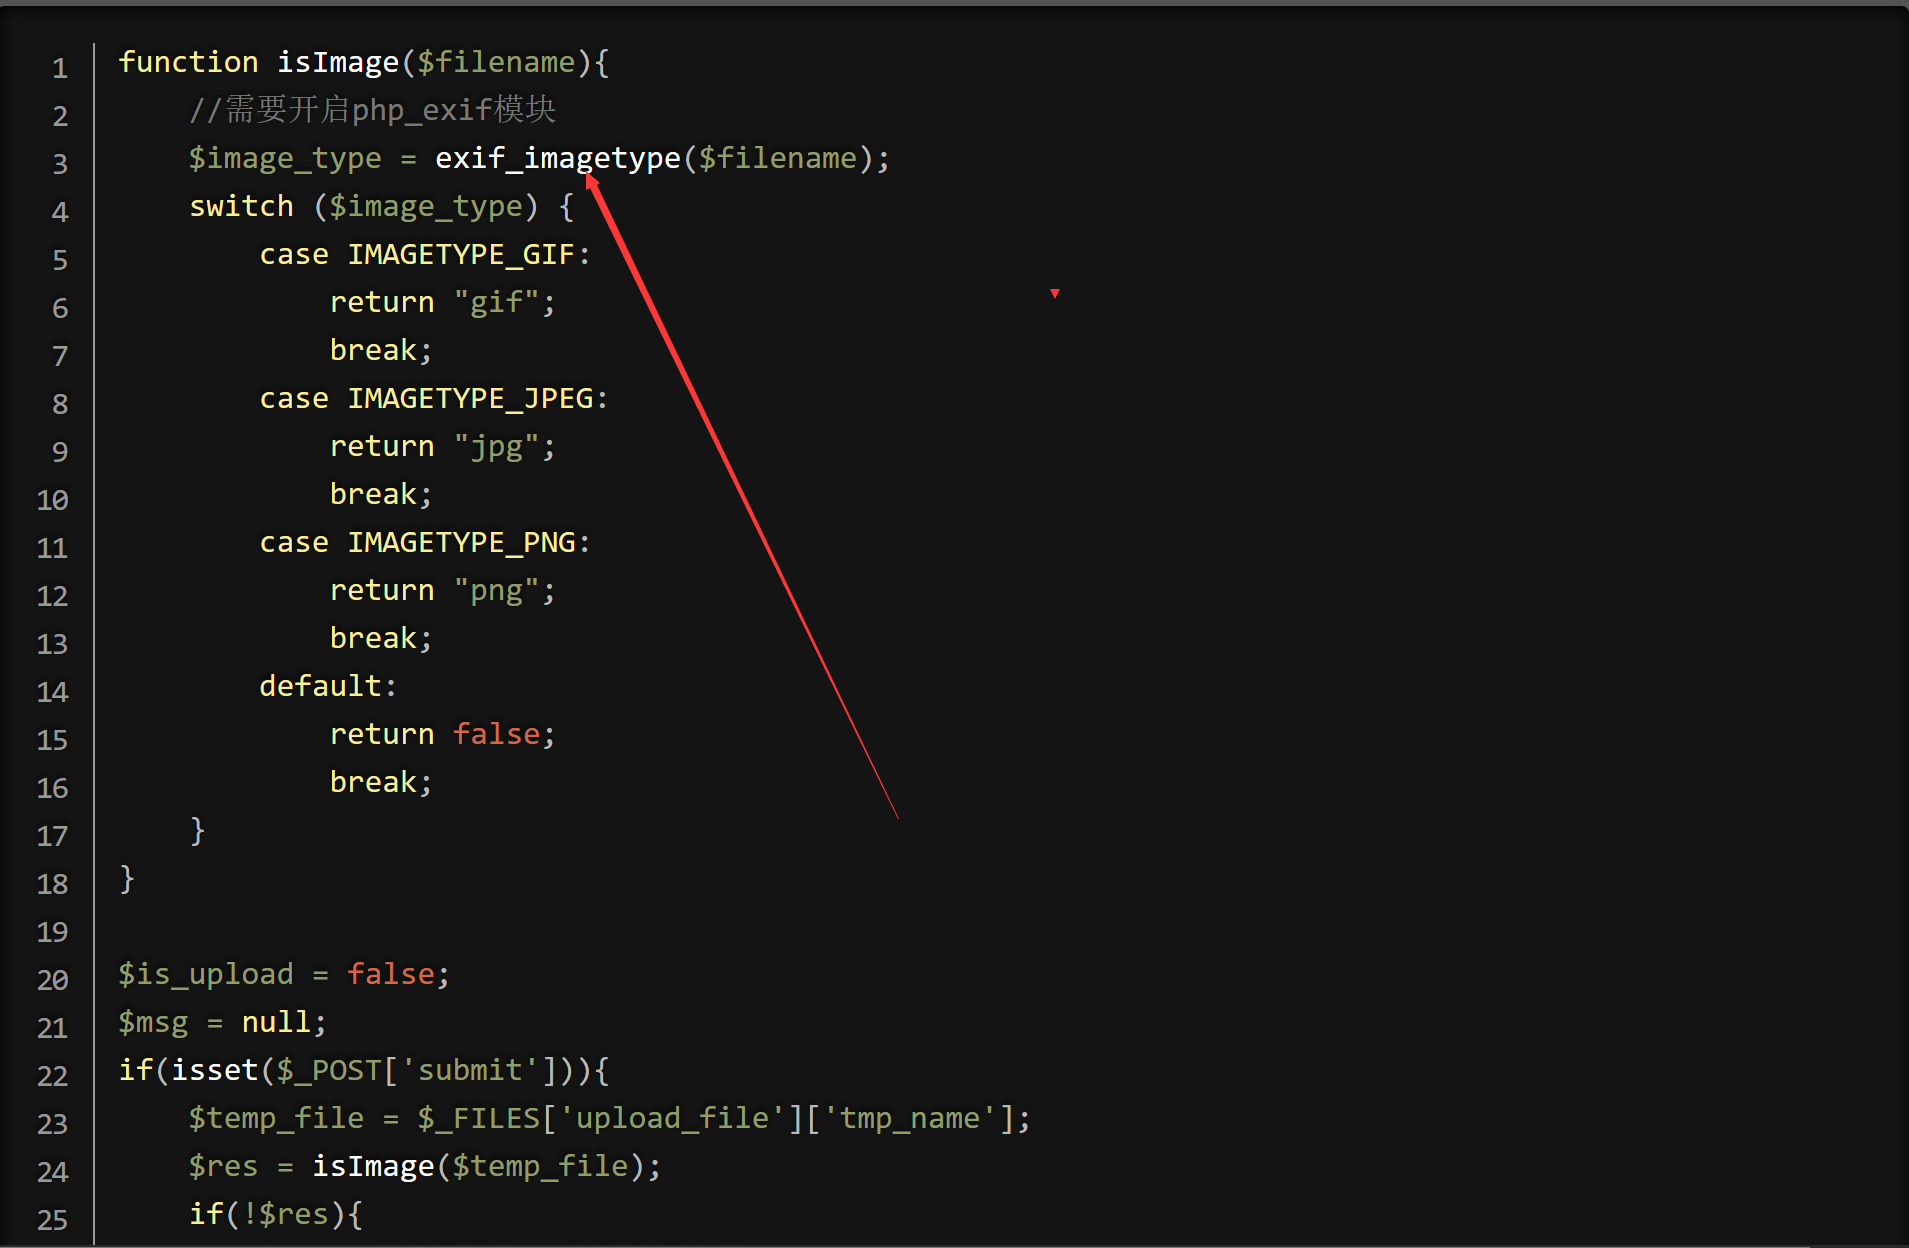 1 function isImage($filename){
2 //需要开启php_exif模块
3 $image_type = exif_imagetype($filename);
4 switch ($image_type) {
5 case IMAGETYPE_GIF:
6 return "gif";
7 break;
8 case IMAGETYPE_JPEG:
9 return "jpg";
10 break;
11 case IMAGETYPE_PNG:
12 return "png";
13 break;
14 default:
15 return false;
16 break;
17 }
18 }
19
20 $is_upload = false;
21 $msg = null;
22 if(isset($_POST['submit'])){
23 $temp_file = $_FILES['upload_file']['tmp_name'];
24 $res = isImage($temp_file);
25 if(!$res){